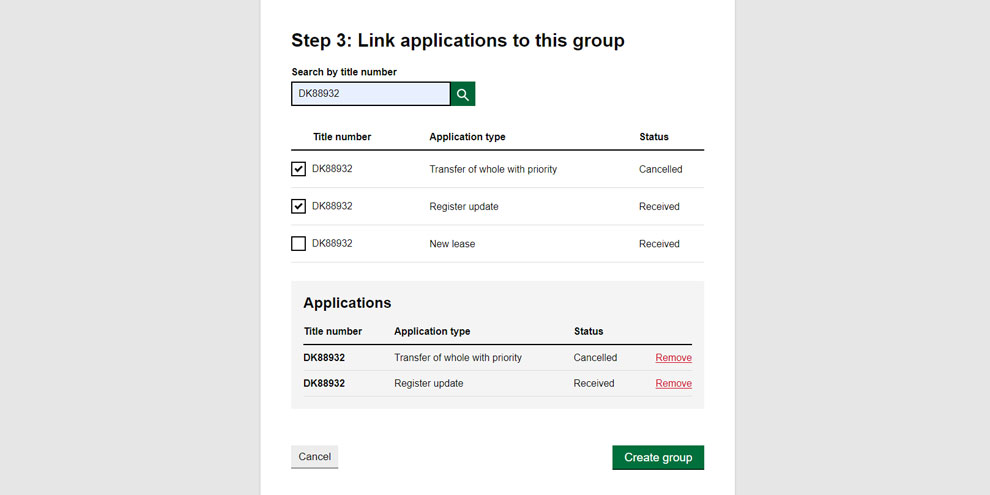 Step 3: Link applications to this group
Search by title number
DK88932
Title number Application type Status
DK88932 Transfer of whole with priority Cancelled
DK88932 Register update Received
DK88932 New lease Received
Applications
Title number Application type Status
DK88932 Transfer of whole with priority Cancelled Remove
DK88932 Register update Received Remove
Cancel Create group